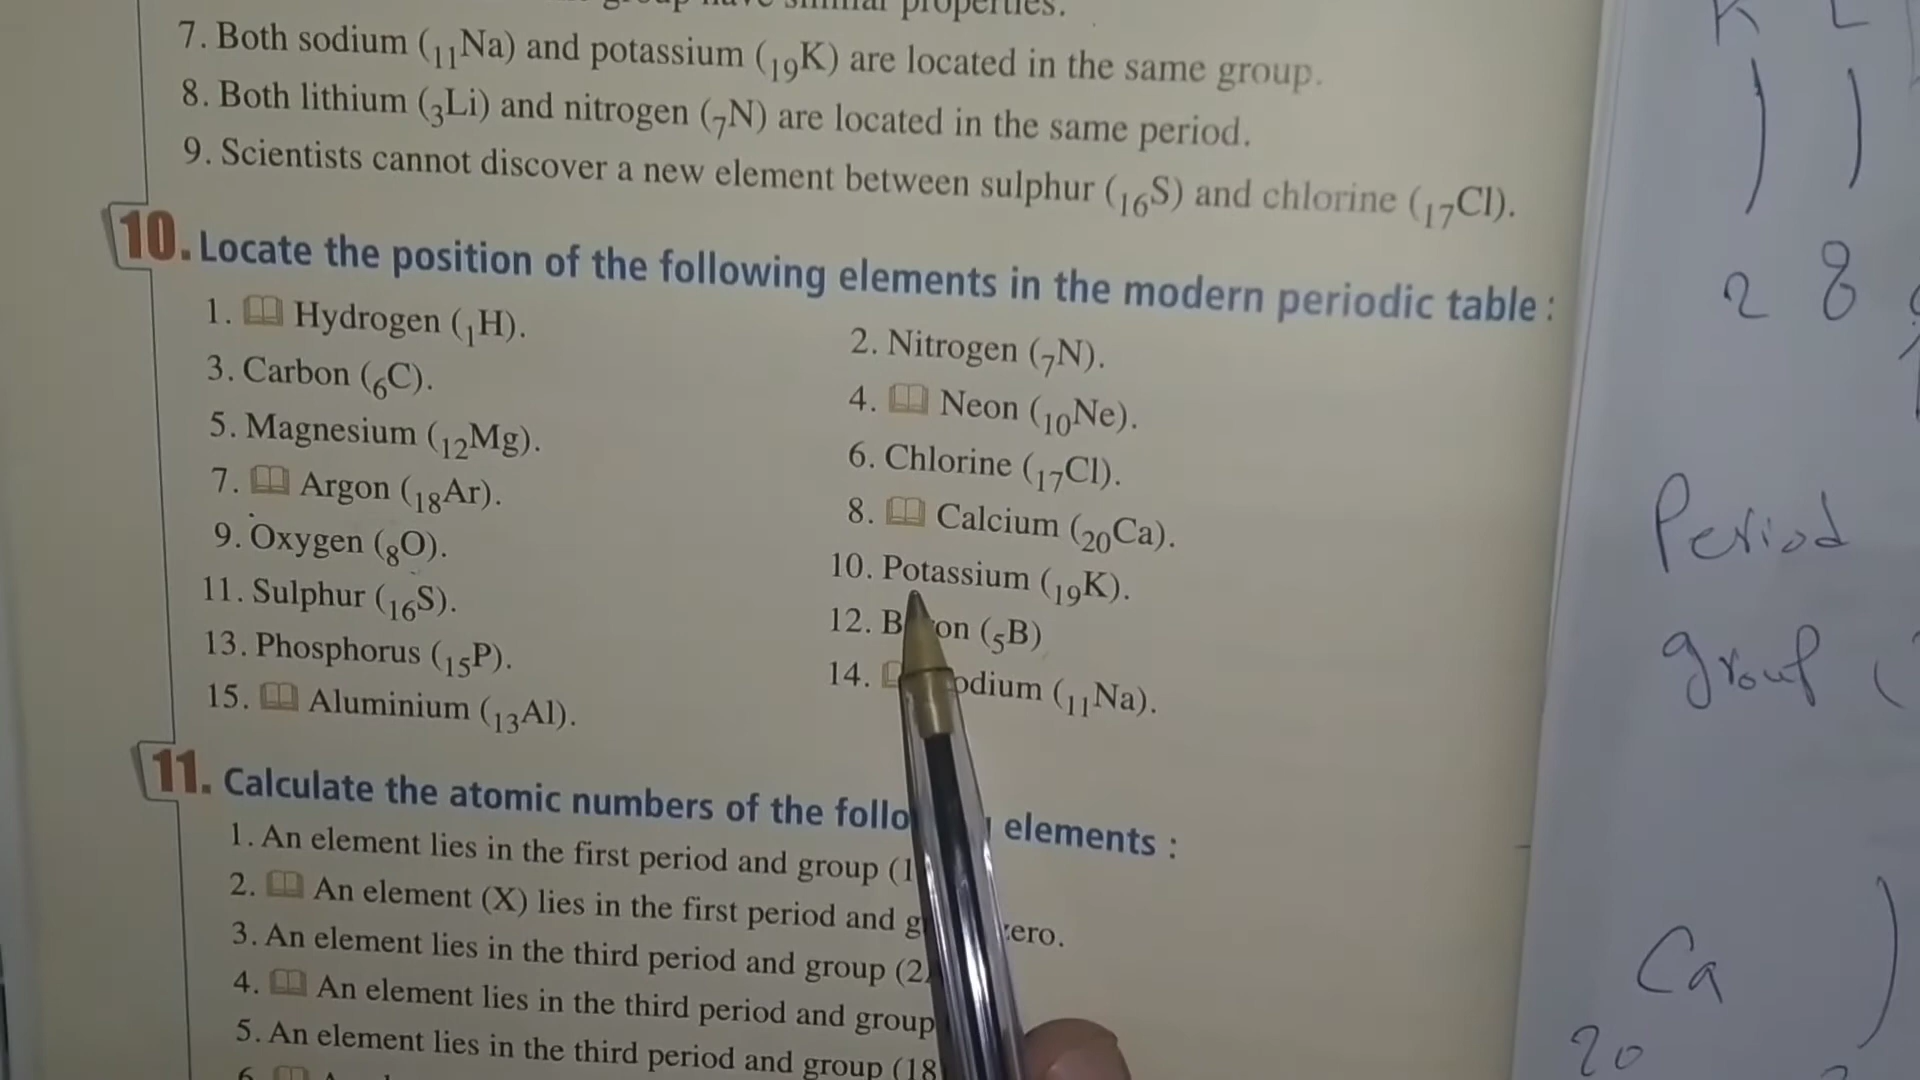 group have similar properties.
7. Both sodium (₁₁Na) and potassium (₁₉K) are located in the same group.
8. Both lithium (₃Li) and nitrogen (₇N) are located in the same period.
9. Scientists cannot discover a new element between sulphur (₁₆S) and chlorine (₁₇Cl).
10. Locate the position of the following elements in the modern periodic table :
1. Hydrogen (₁H).
2. Nitrogen (₇N).
3. Carbon (₆C).
4. Neon (₁₀Ne).
5. Magnesium (₁₂Mg).
6. Chlorine (₁₇Cl).
7. Argon (₁₈Ar).
8. Calcium (₂₀Ca).
9. Oxygen (₈O).
10. Potassium (₁₉K).
11. Sulphur (₁₆S).
12. B on (₅B)
13. Phosphorus (₁₅P).
14. odium (₁₁Na).
15. Aluminium (₁₃Al).
11. Calculate the atomic numbers of the follo elements :
1. An element lies in the first period and group (1
2. An element (X) lies in the first period and g zero.
3. An element lies in the third period and group (2
4. An element lies in the third period and group
5. An element lies in the third period and group (18
6.
K L
2 8
Period
group (
Ca
20